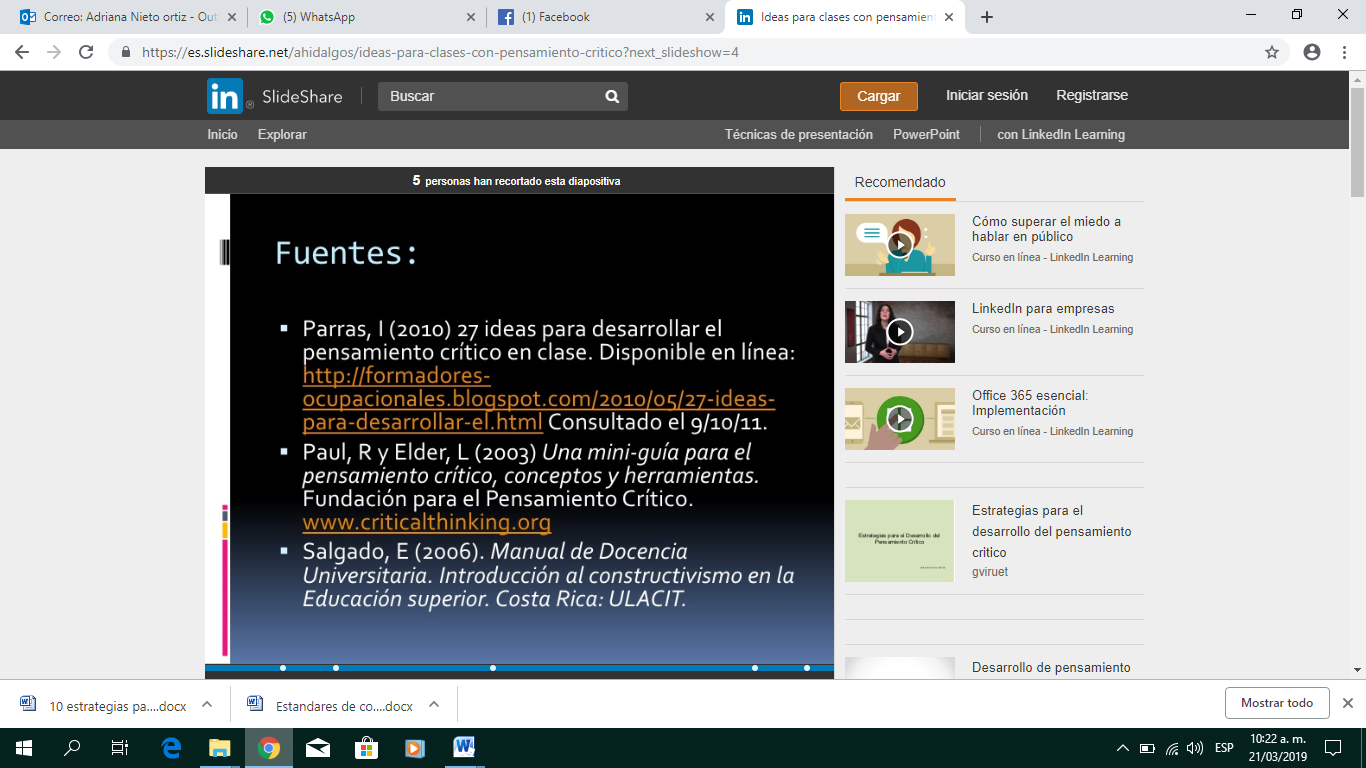 Correo: Adriana Nieto ortiz - Out
(5) WhatsApp
(1) Facebook
Ideas para clases con pensamien
https://es.slideshare.net/ahidalgos/ideas-para-clases-con-pensamiento-critico?next_slideshow=4
in SlideShare
Buscar
Cargar
Iniciar sesión
Registrarse
Inicio
Explorar
Técnicas de presentación
PowerPoint
con LinkedIn Learning
5 personas han recortado esta diapositiva
Fuentes:
Parras, I (2010) 27 ideas para desarrollar el
pensamiento crítico en clase. Disponible en línea:
http://formadores-
ocupacionales.blogspot.com/2010/05/27-ideas-
para-desarrollar-el.html Consultado el 9/10/11.
Paul, R y Elder, L (2003) Una mini-guía para el
pensamiento crítico, conceptos y herramientas.
Fundación para el Pensamiento Crítico.
www.criticalthinking.org
Salgado, E (2006). Manual de Docencia
Universitaria. Introducción al constructivismo en la
Educación superior. Costa Rica: ULACIT.
Recomendado
Cómo superar el miedo a
hablar en público
Curso en línea - LinkedIn Learning
LinkedIn para empresas
Curso en línea - LinkedIn Learning
Office 365 esencial:
Implementación
Curso en línea - LinkedIn Learning
Estrategias para el Desarrollo del
Pensamiento Crítico
Estrategias para el
desarrollo del pensamiento
critico
gviruet
Desarrollo de pensamiento
10 estrategias pa....docx
Estandares de co....docx
Mostrar todo
ESP
10:22 a. m.
21/03/2019